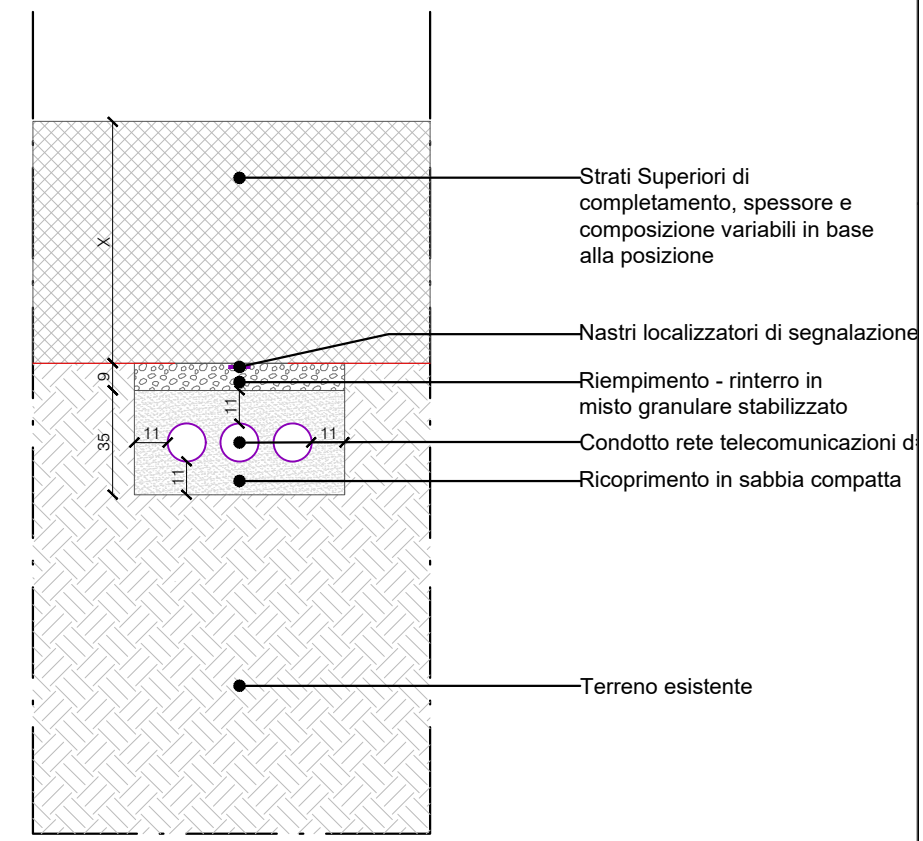 Strati Superiori di
completamento, spessore e
composizione variabili in base
alla posizione
X
Nastri localizzatori di segnalazione
9
Riempimento - rinterro in
misto granulare stabilizzato
11
35
11
11
Condotto rete telecomunicazioni
11
Ricoprimento in sabbia compatta
Terreno esistente